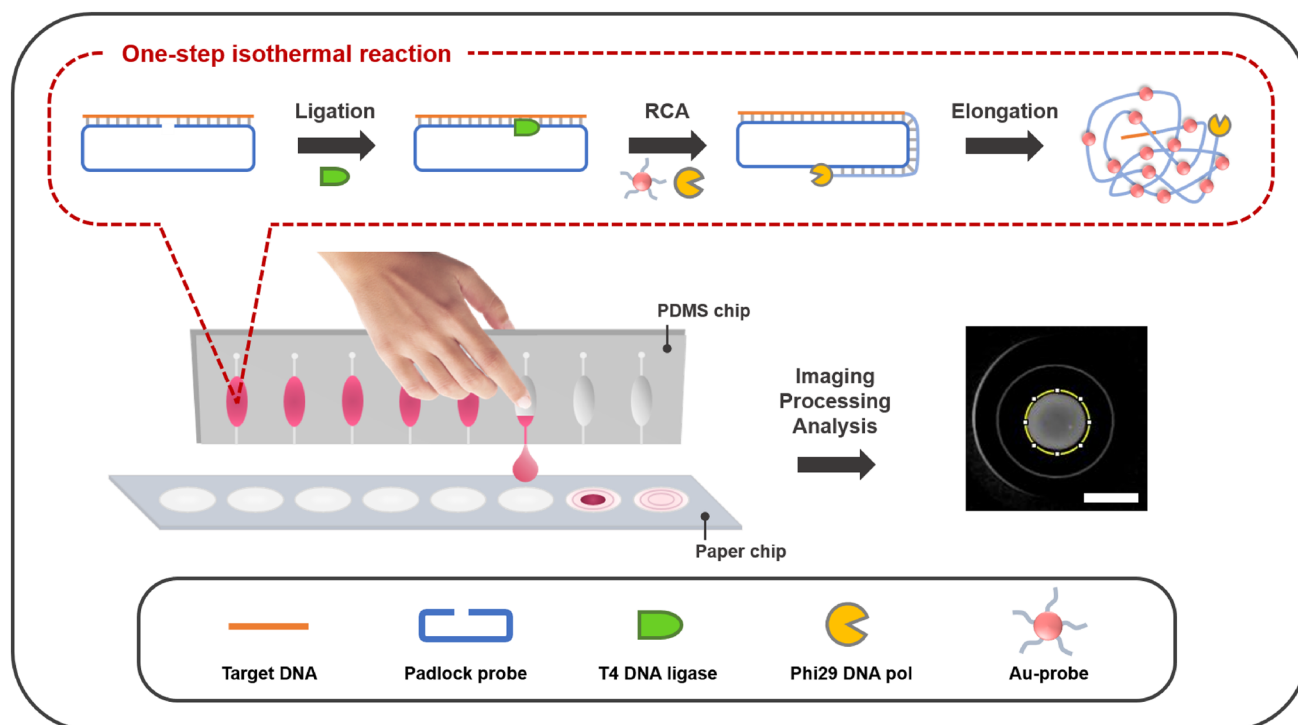 One-step isothermal reaction
Ligation
RCA
Elongation
PDMS chip
Imaging
Processing
Analysis
Paper chip
Target DNA
Padlock probe
T4 DNA ligase
Phi29 DNA pol
Au-probe